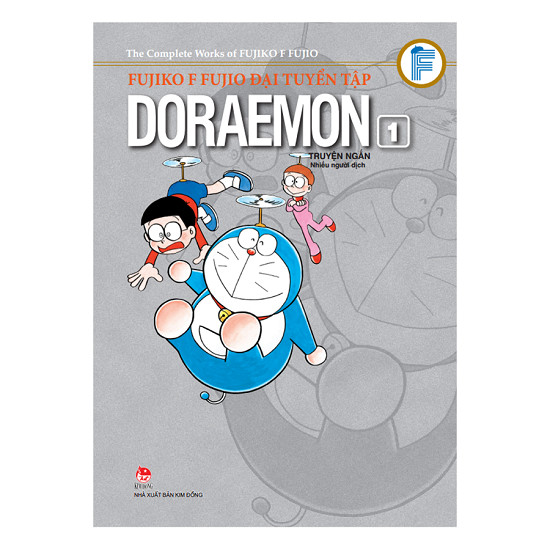 The Complete Works of FUJIKO F FUJIO
FUJIKO F FUJIO ĐẠI TUYỂN TẬP
DORAEMON 1
TRUYỆN NGẮN
Nhiều người dịch
NHÀ XUẤT BẢN KIM ĐỒNG